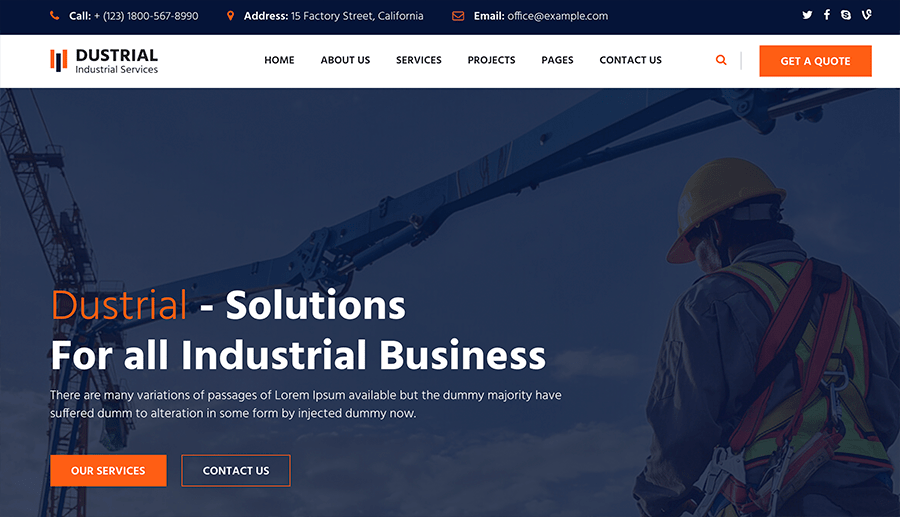 Call: + (123) 1800-567-8990 Address: 15 Factory Street, California Email: office@example.com
DUSTRIAL
Industrial Services
HOME ABOUT US SERVICES PROJECTS PAGES CONTACT US GET A QUOTE
Dustrial - Solutions
For all Industrial Business
There are many variations of passages of Lorem Ipsum available but the dummy majority have
suffered dumm to alteration in some form by injected dummy now.
OUR SERVICES CONTACT US